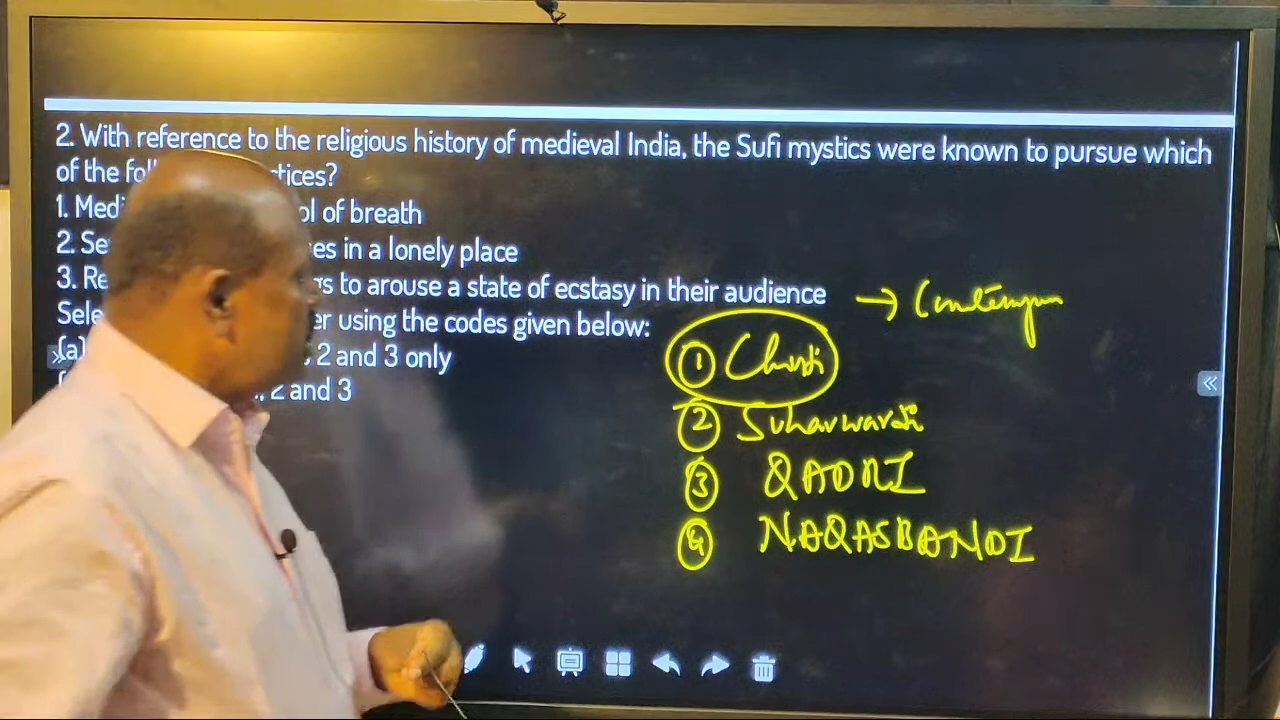 2. With reference to the religious history of medieval India, the Sufi mystics were known to pursue which
of the tices?
1. Med ol of breath
2. Se es in a lonely place
3. Re gs to arouse a state of ecstasy in their audience
Sele er using the codes given below:
(a) 2 and 3 only
, 2 and 3
1 Chisti
2 Suharwardi
3 QADRI
4 NAQASBANDI